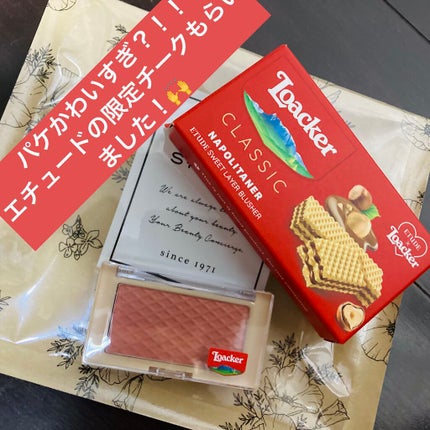 パケかわいすぎ？！！
エチュードの限定チークもらい
ました！🙌
Loacker
CLASSIC
NAPOLITANER
ETUDE SWEET LAYER BLUSHER
ETUDE
Loacker
We are always
about your beauty
Your Beauty Concierge
since 1971
Loacker